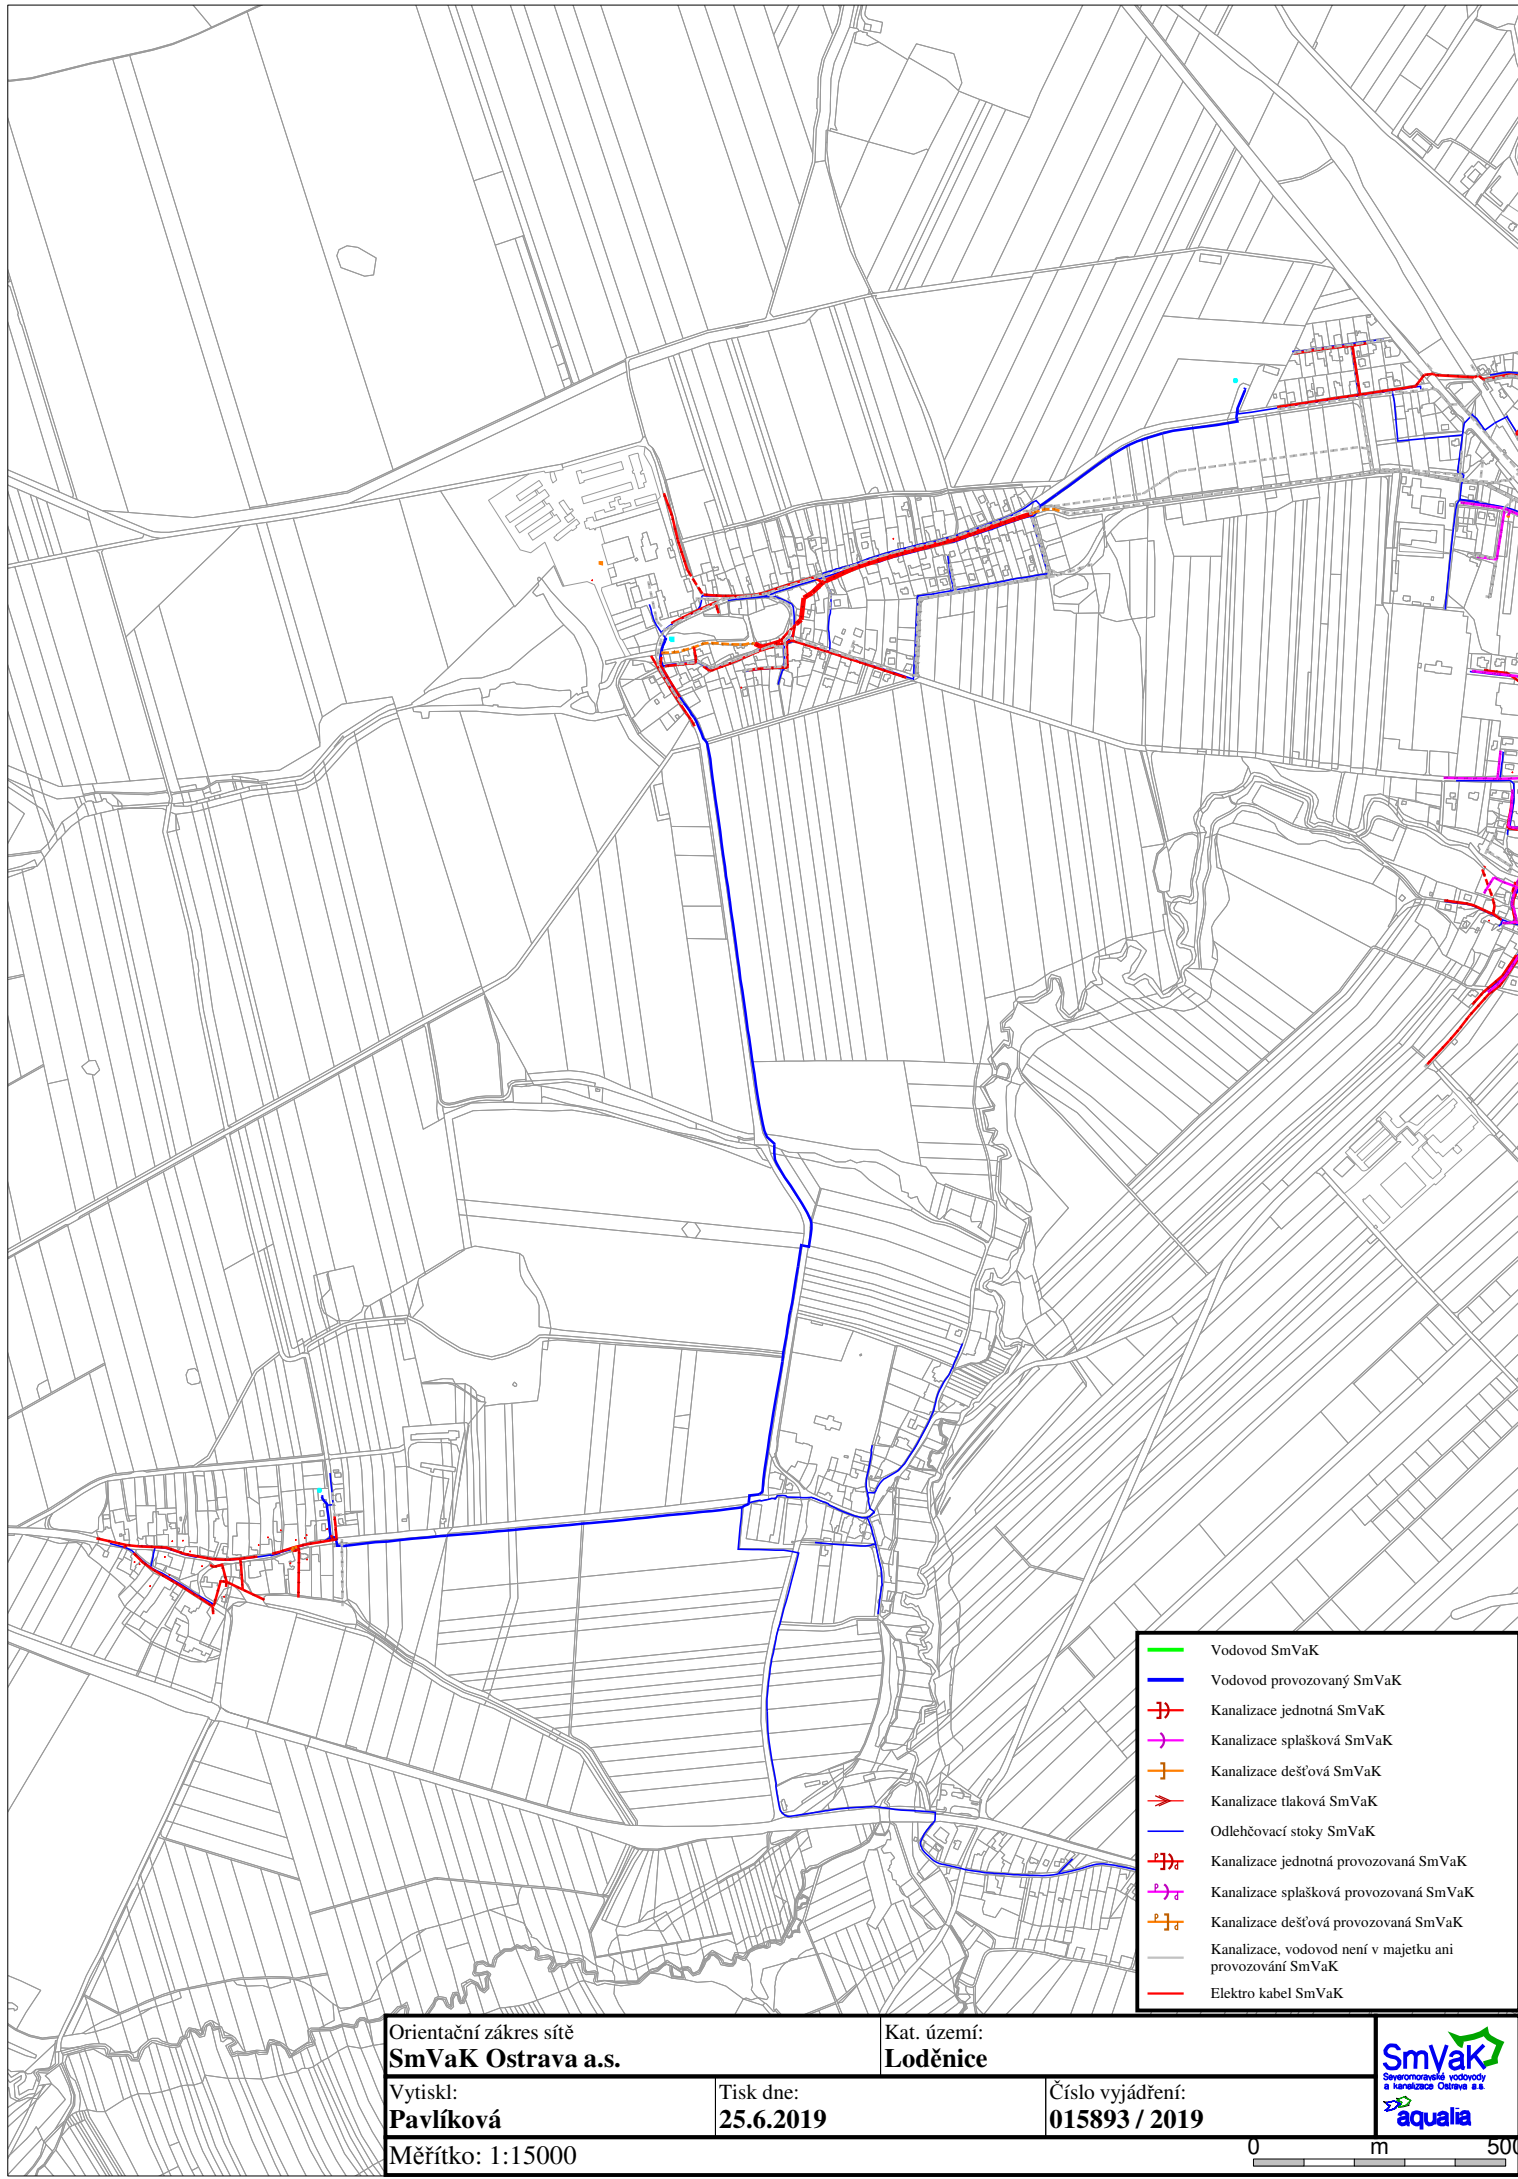 Vodovod SmVaK
Vodovod provozovaný SmVaK
Kanalizace jednotná SmVaK
Kanalizace splašková SmVaK
Kanalizace dešťová SmVaK
Kanalizace tlaková SmVaK
Odlehčovací stoky SmVaK
Kanalizace jednotná provozovaná SmVaK
Kanalizace splašková provozovaná SmVaK
Kanalizace dešťová provozovaná SmVaK
Kanalizace, vodovod není v majetku ani
provozování SmVaK
Elektro kabel SmVaK
Orientační zákres sítě
SmVaK Ostrava a.s.
Kat. území:
Loděnice
Vytiskl:
Pavlíková
Tisk dne:
25.6.2019
Číslo vyjádření:
015893 / 2019
SmVaK
Severomoravské vodovody
a kanalizace Ostrava a.s.
aqualia
Měřítko: 1:15000
0 m 500